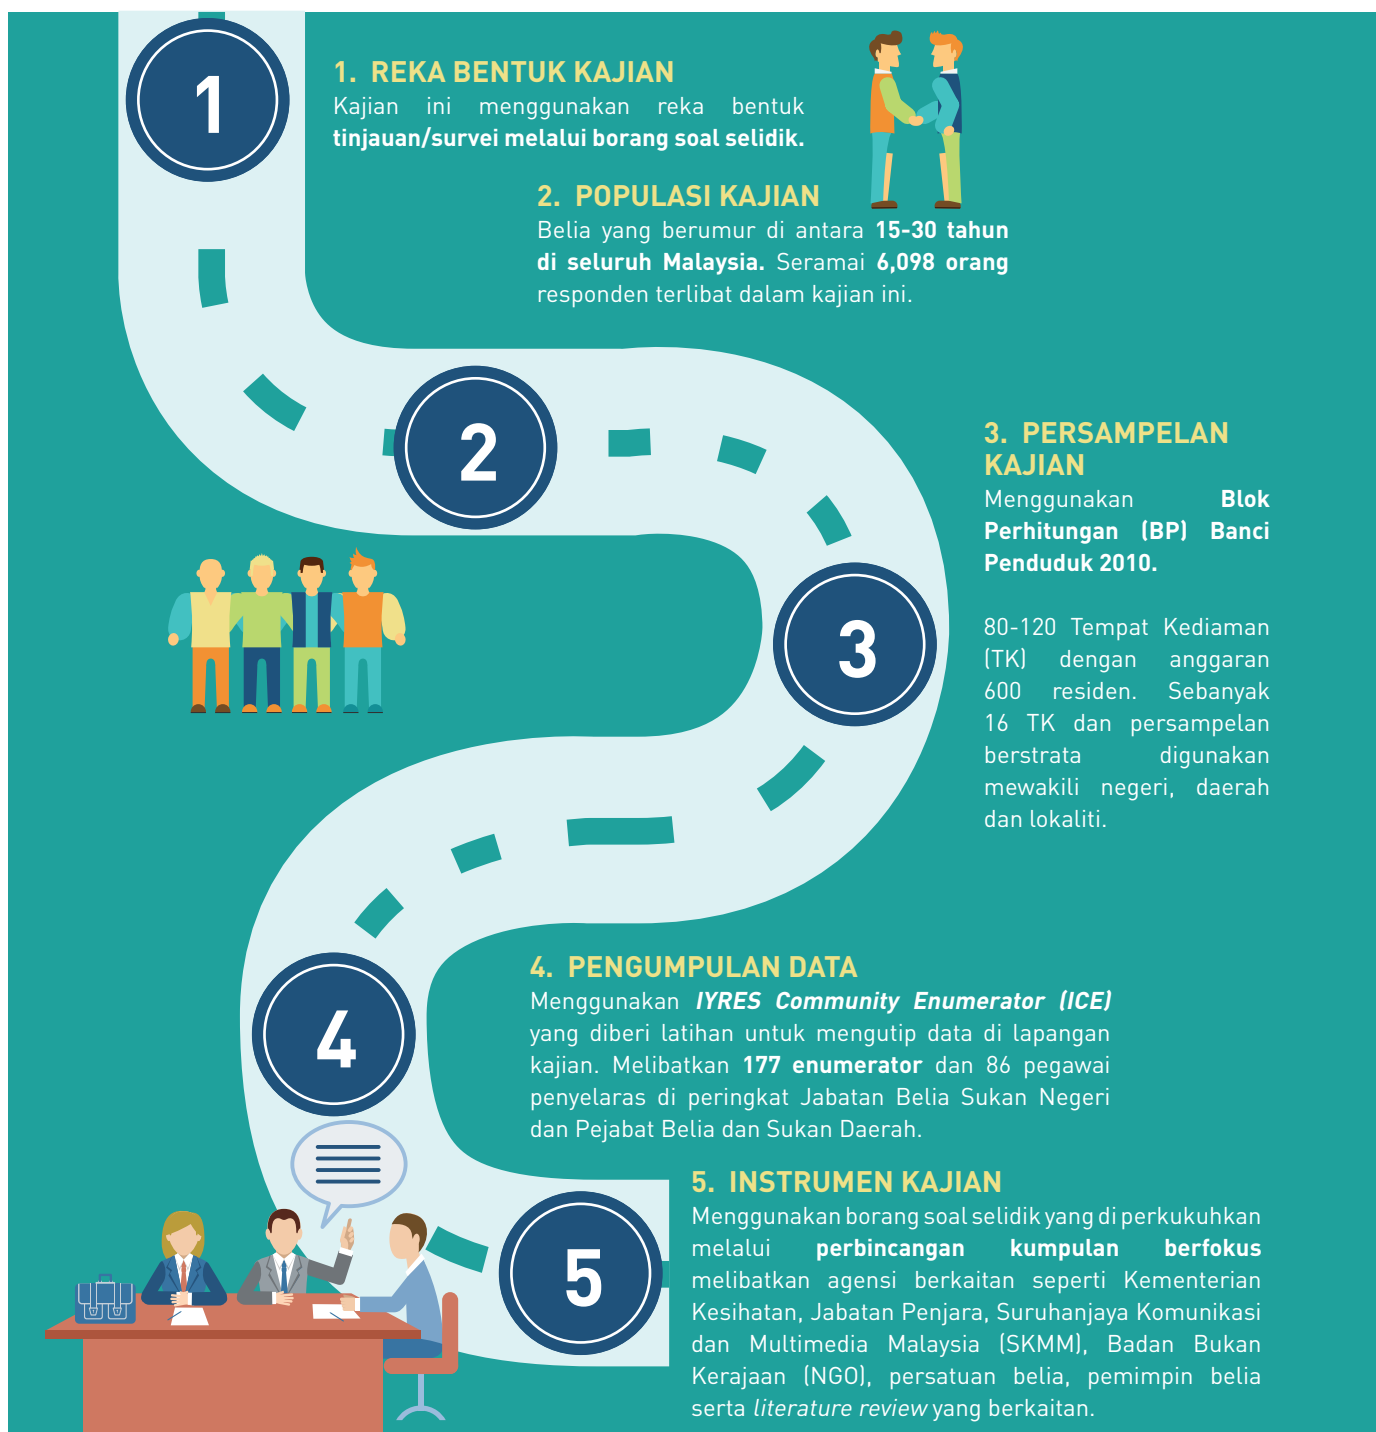 1
1. REKA BENTUK KAJIAN
Kajian ini menggunakan reka bentuk
tinjauan/survei melalui borang soal selidik.
2. POPULASI KAJIAN
Belia yang berumur di antara 15-30 tahun
di seluruh Malaysia. Seramai 6,098 orang
responden terlibat dalam kajian ini.
2
3. PERSAMPELAN
KAJIAN
Menggunakan Blok
Perhitungan (BP) Banci
Penduduk 2010.
80-120 Tempat Kediaman
(TK) dengan anggaran
600 residen. Sebanyak
16 TK dan persampelan
berstrata digunakan
mewakili negeri, daerah
dan lokaliti.
3
4. PENGUMPULAN DATA
Menggunakan IYRES Community Enumerator (ICE)
yang diberi latihan untuk mengutip data di lapangan
kajian. Melibatkan 177 enumerator dan 86 pegawai
penyelaras di peringkat Jabatan Belia Sukan Negeri
dan Pejabat Belia dan Sukan Daerah.
4
5. INSTRUMEN KAJIAN
Menggunakan borang soal selidik yang di perkukuhkan
melalui perbincangan kumpulan berfokus
melibatkan agensi berkaitan seperti Kementerian
Kesihatan, Jabatan Penjara, Suruhanjaya Komunikasi
dan Multimedia Malaysia (SKMM), Badan Bukan
Kerajaan (NGO), persatuan belia, pemimpin belia
serta literature review yang berkaitan.
5